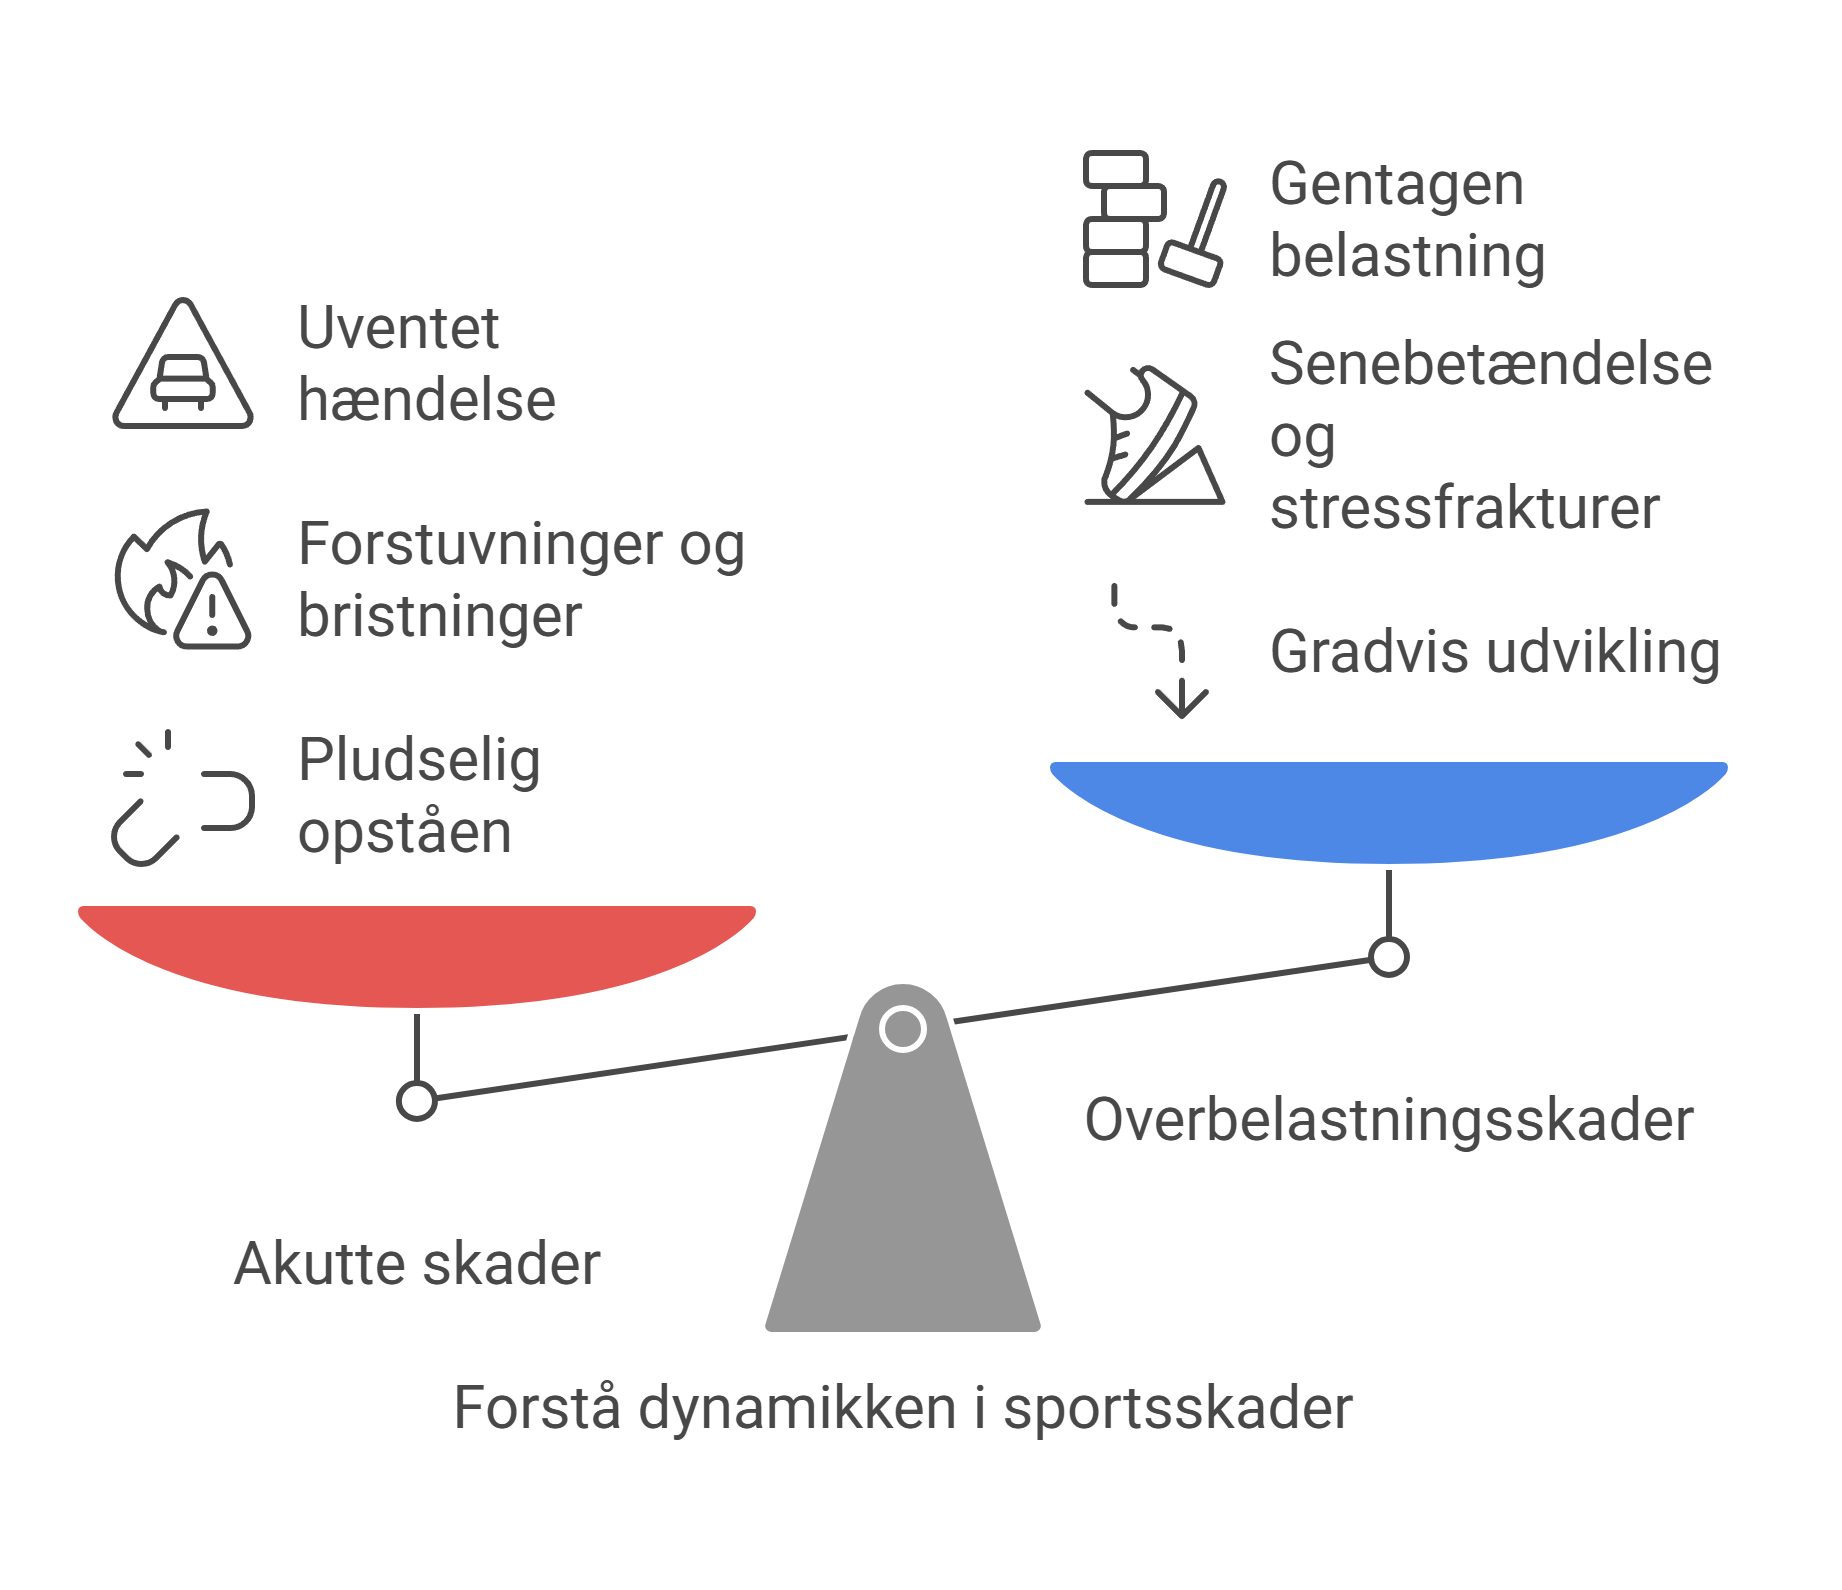 Uventet
hændelse
Forstuvninger og
bristninger
Pludselig
opståen
Gentagen
belastning
Senebetændelse
og
stressfrakturer
Gradvis udvikling
Akutte skader
Overbelastningsskader
Forstå dynamikken i sportsskader